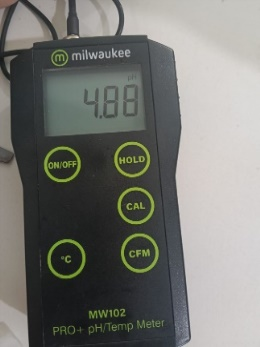 milwaukee
pH
4.88
ON/OFF HOLD
CAL
°C CFM
MW102
PRO+ pH/Temp Meter